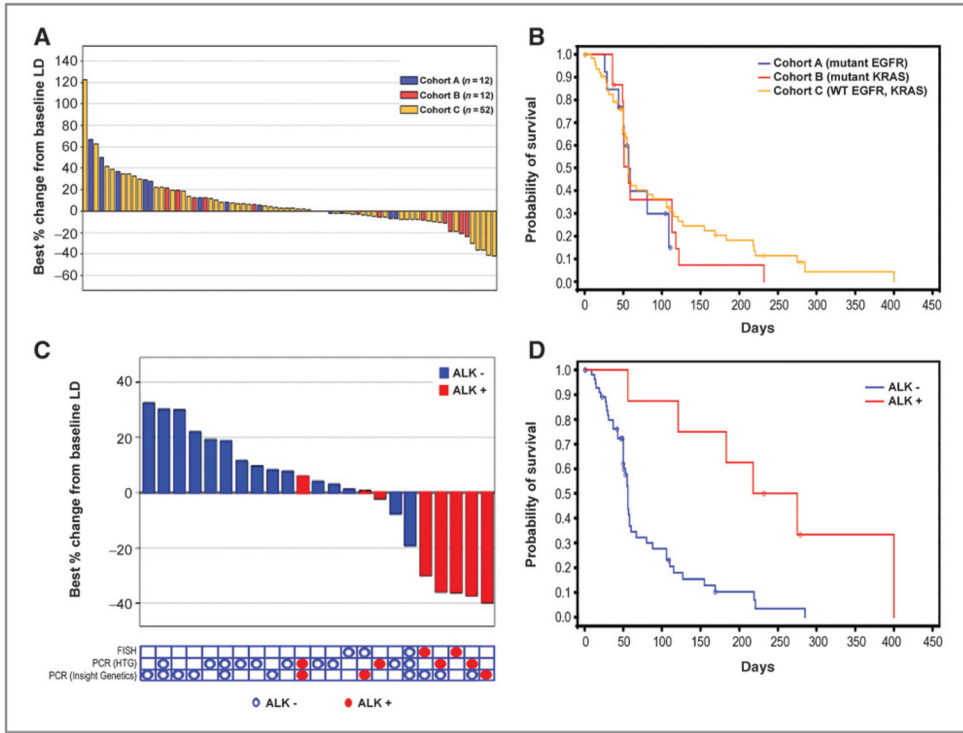 A
Best % change from baseline LD
140
120
100
80
60
40
20
0
–20
–40
–60
Cohort A (n = 12)
Cohort B (n = 12)
Cohort C (n = 52)
B
Probability of survival
1.0
0.9
0.8
0.7
0.6
0.5
0.4
0.3
0.2
0.1
0.0
Cohort A (mutant EGFR)
Cohort B (mutant KRAS)
Cohort C (WT EGFR, KRAS)
0 50 100 150 200 250 300 350 400 450
Days
C
Best % change from baseline LD
40
20
0
–20
–40
ALK -
ALK +
FISH
PCR (HTG)
PCR (Insight Genetics)
ALK - ALK +
D
Probability of survival
1.0
0.9
0.8
0.7
0.6
0.5
0.4
0.3
0.2
0.1
0.0
ALK -
ALK +
0 50 100 150 200 250 300 350 400 450
Days